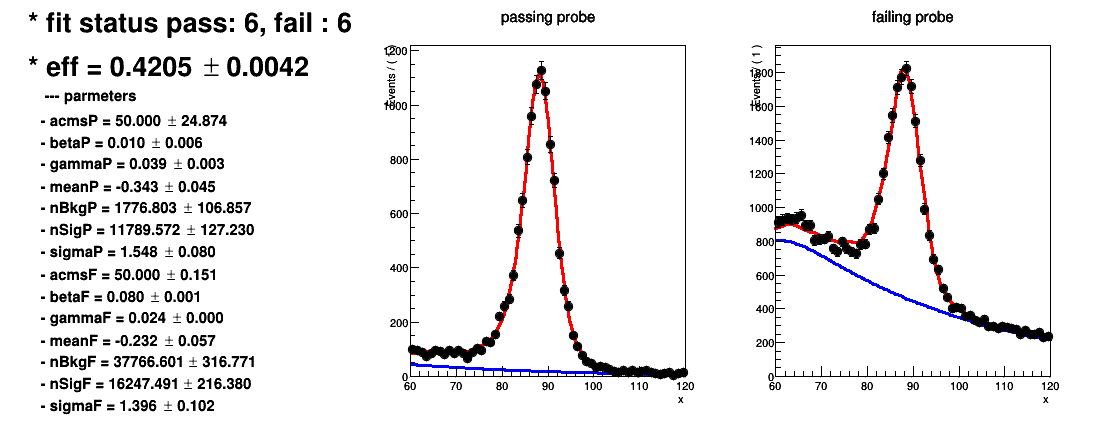 * fit status pass: 6, fail : 6
* eff = 0.4205 ± 0.0042
--- parmeters
- acmsP = 50.000 ± 24.874
- betaP = 0.010 ± 0.006
- gammaP = 0.039 ± 0.003
- meanP = -0.343 ± 0.045
- nBkgP = 1776.803 ± 106.857
- nSigP = 11789.572 ± 127.230
- sigmaP = 1.548 ± 0.080
- acmsF = 50.000 ± 0.151
- betaF = 0.080 ± 0.001
- gammaF = 0.024 ± 0.000
- meanF = -0.232 ± 0.057
- nBkgF = 37766.601 ± 316.771
- nSigF = 16247.491 ± 216.380
- sigmaF = 1.396 ± 0.102
passing probe
Events / ( 1 )
1200
1000
800
600
400
200
0
60 70 80 90 100 110 120
x
failing probe
Events / ( 1 )
1800
1600
1400
1200
1000
800
600
400
200
0
60 70 80 90 100 110 120
x